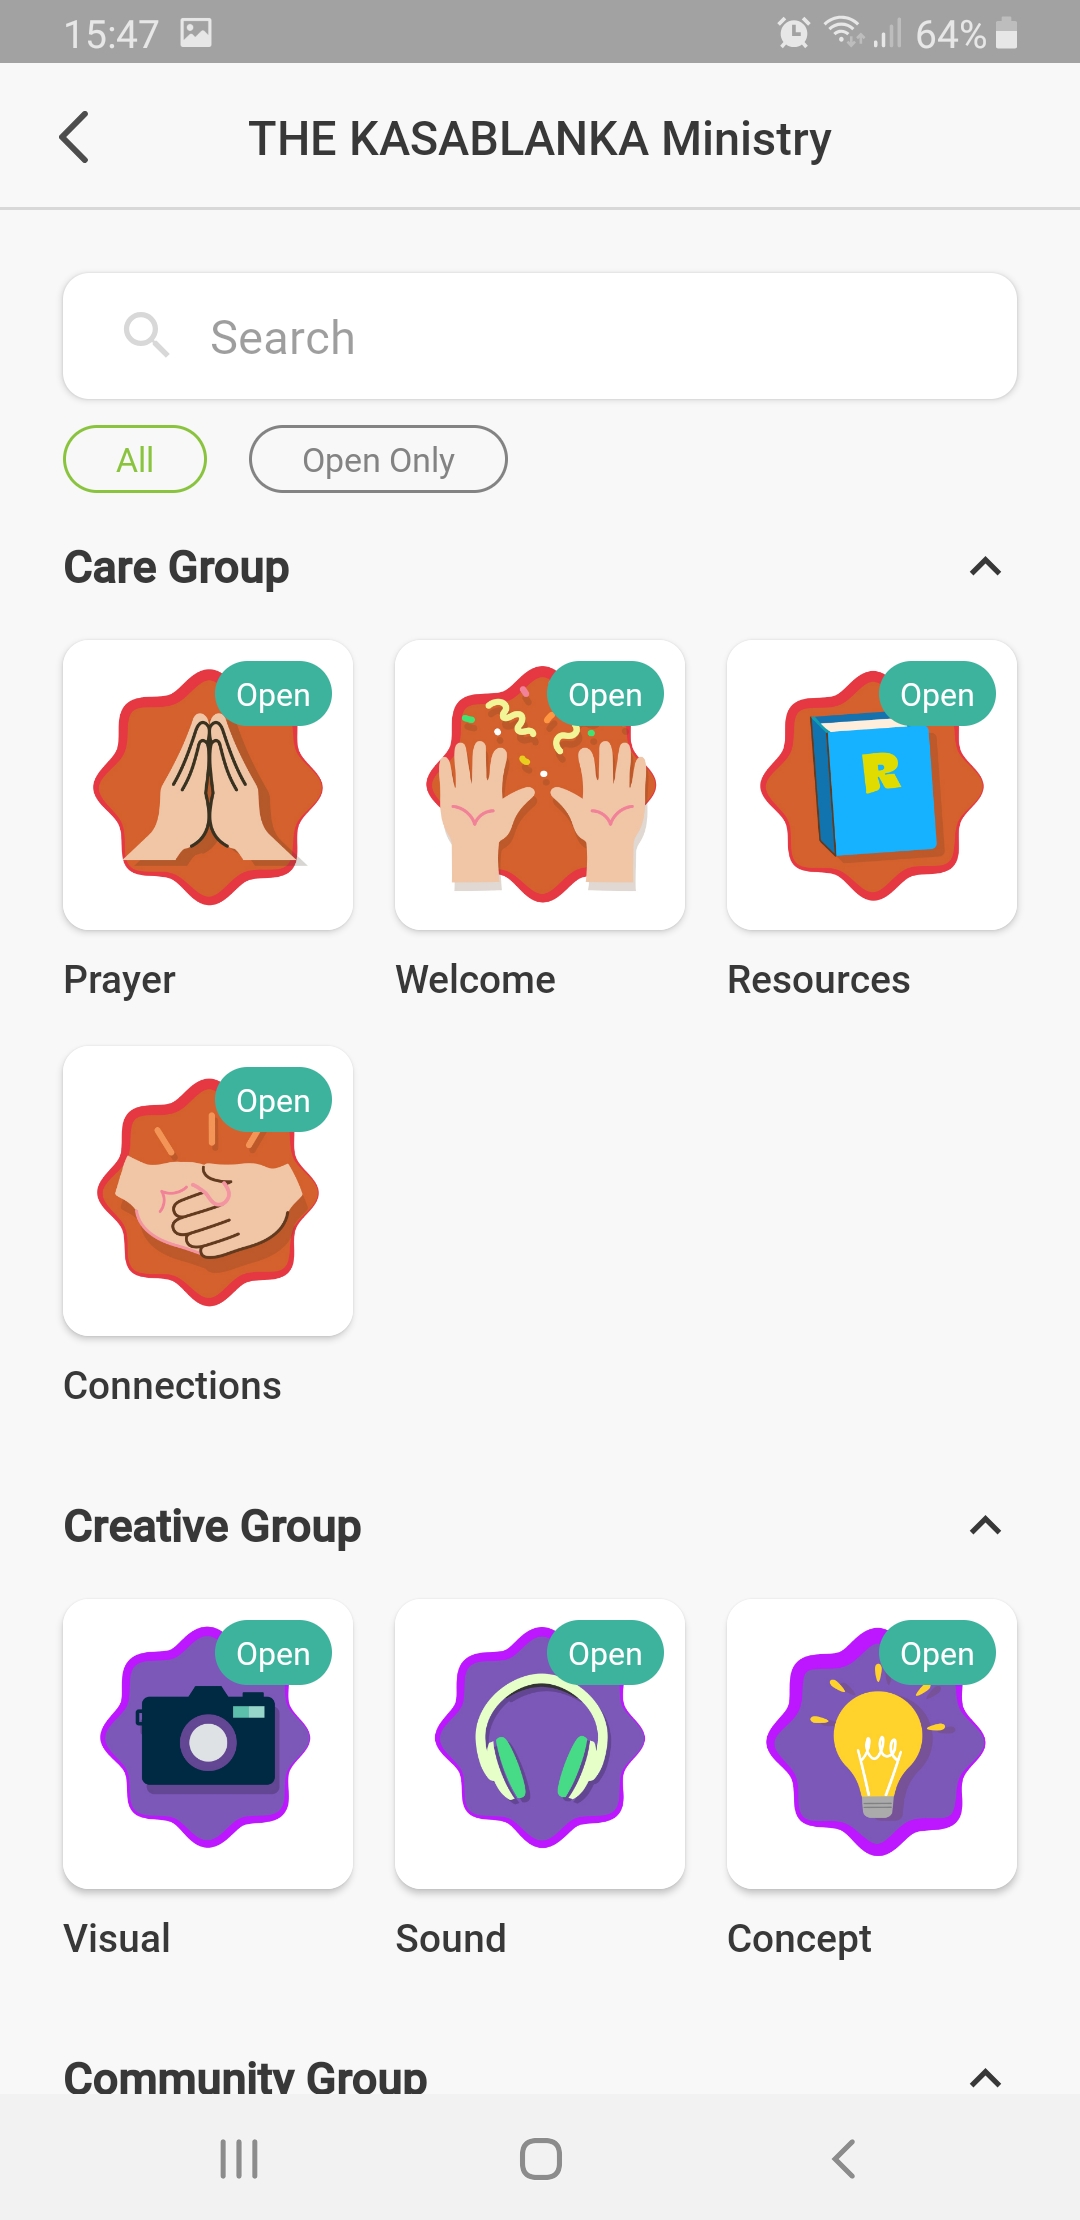 15:47
64%
THE KASABLANKA Ministry
Search
All Open Only
Care Group
Open Open Open
R
Prayer Welcome Resources
Open
Connections
Creative Group
Open Open Open
Visual Sound Concept
Community Group